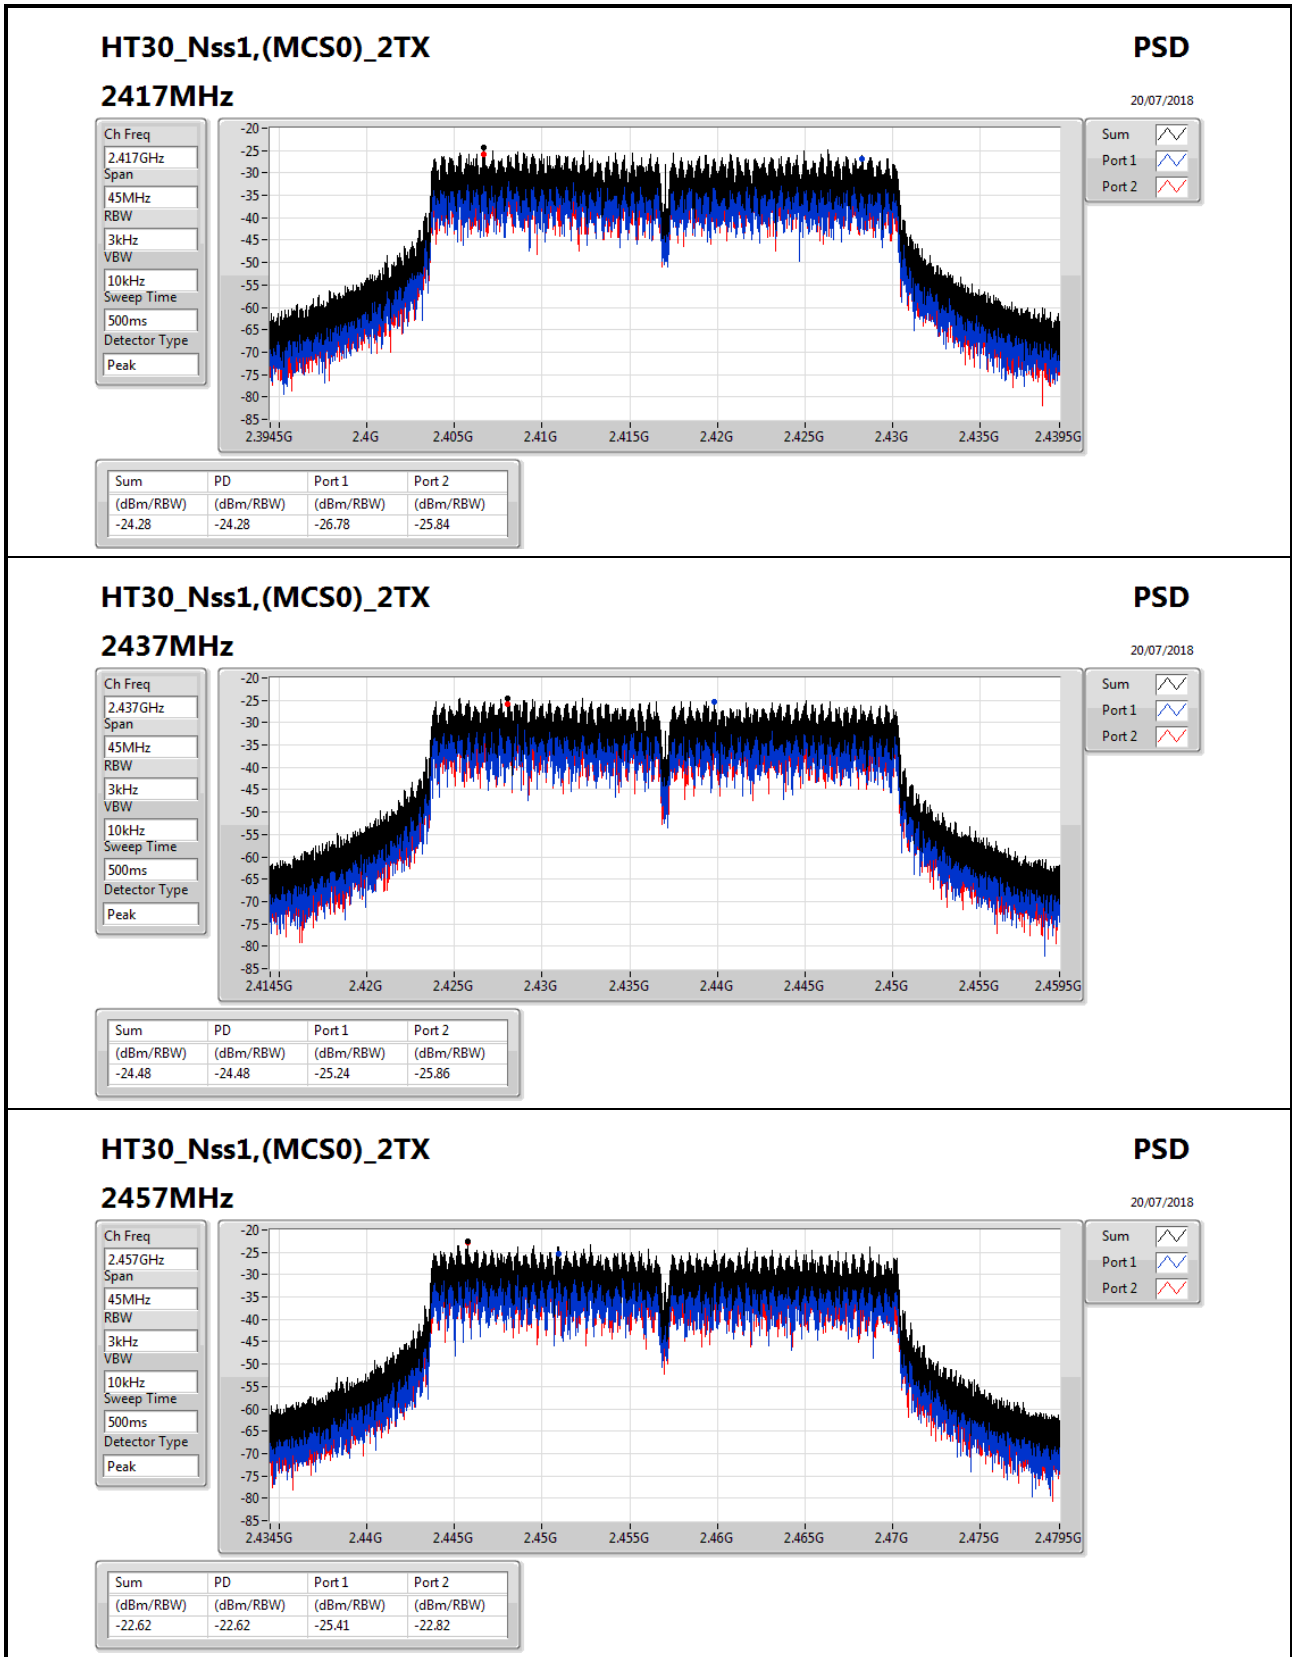 HT30_Nss1,(MCS0)_2TX PSD
2417MHz 20/07/2018
Ch Freq
2.417GHz
Span
45MHz
RBW
3kHz
VBW
10kHz
Sweep Time
500ms
Detector Type
Peak
-20
-25
-30
-35
-40
-45
-50
-55
-60
-65
-70
-75
-80
-85
2.3945G 2.4G 2.405G 2.41G 2.415G 2.42G 2.425G 2.43G 2.435G 2.4395G
Sum
Port 1
Port 2
Sum PD Port 1 Port 2
(dBm/RBW) (dBm/RBW) (dBm/RBW) (dBm/RBW)
-24.28 -24.28 -26.78 -25.84
HT30_Nss1,(MCS0)_2TX PSD
2437MHz 20/07/2018
Ch Freq
2.437GHz
Span
45MHz
RBW
3kHz
VBW
10kHz
Sweep Time
500ms
Detector Type
Peak
-20
-25
-30
-35
-40
-45
-50
-55
-60
-65
-70
-75
-80
-85
2.4145G 2.42G 2.425G 2.43G 2.435G 2.44G 2.445G 2.45G 2.455G 2.4595G
Sum
Port 1
Port 2
Sum PD Port 1 Port 2
(dBm/RBW) (dBm/RBW) (dBm/RBW) (dBm/RBW)
-24.48 -24.48 -25.24 -25.86
HT30_Nss1,(MCS0)_2TX PSD
2457MHz 20/07/2018
Ch Freq
2.457GHz
Span
45MHz
RBW
3kHz
VBW
10kHz
Sweep Time
500ms
Detector Type
Peak
-20
-25
-30
-35
-40
-45
-50
-55
-60
-65
-70
-75
-80
-85
2.4345G 2.44G 2.445G 2.45G 2.455G 2.46G 2.465G 2.47G 2.475G 2.4795G
Sum
Port 1
Port 2
Sum PD Port 1 Port 2
(dBm/RBW) (dBm/RBW) (dBm/RBW) (dBm/RBW)
-22.62 -22.62 -25.41 -22.82